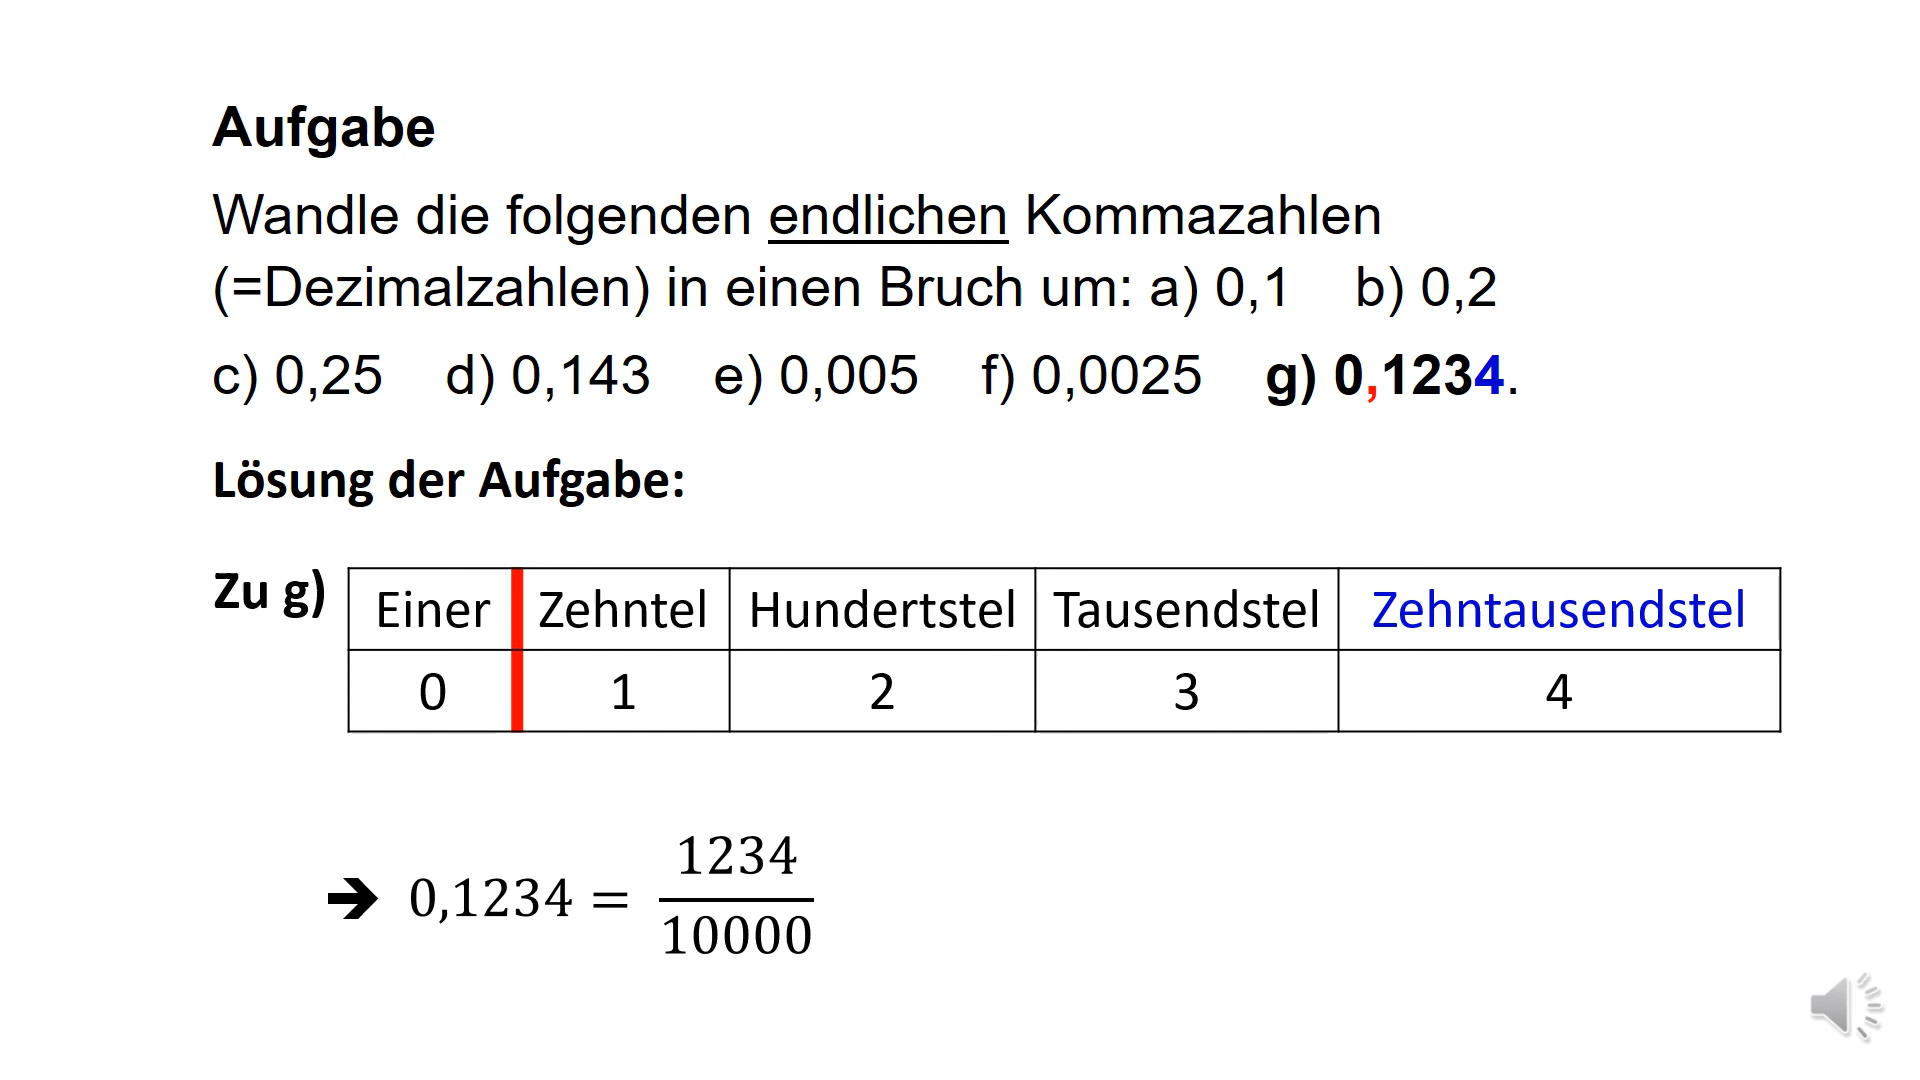 Aufgabe
Wandle die folgenden endlichen Kommazahlen
(=Dezimalzahlen) in einen Bruch um: a) 0,1 b) 0,2
c) 0,25 d) 0,143 e) 0,005 f) 0,0025 g) 0,1234.
Lösung der Aufgabe:
Zu g) Einer Zehntel Hundertstel Tausendstel Zehntausendstel
0 1 2 3 4
➔ 0,1234 = 1234/10000